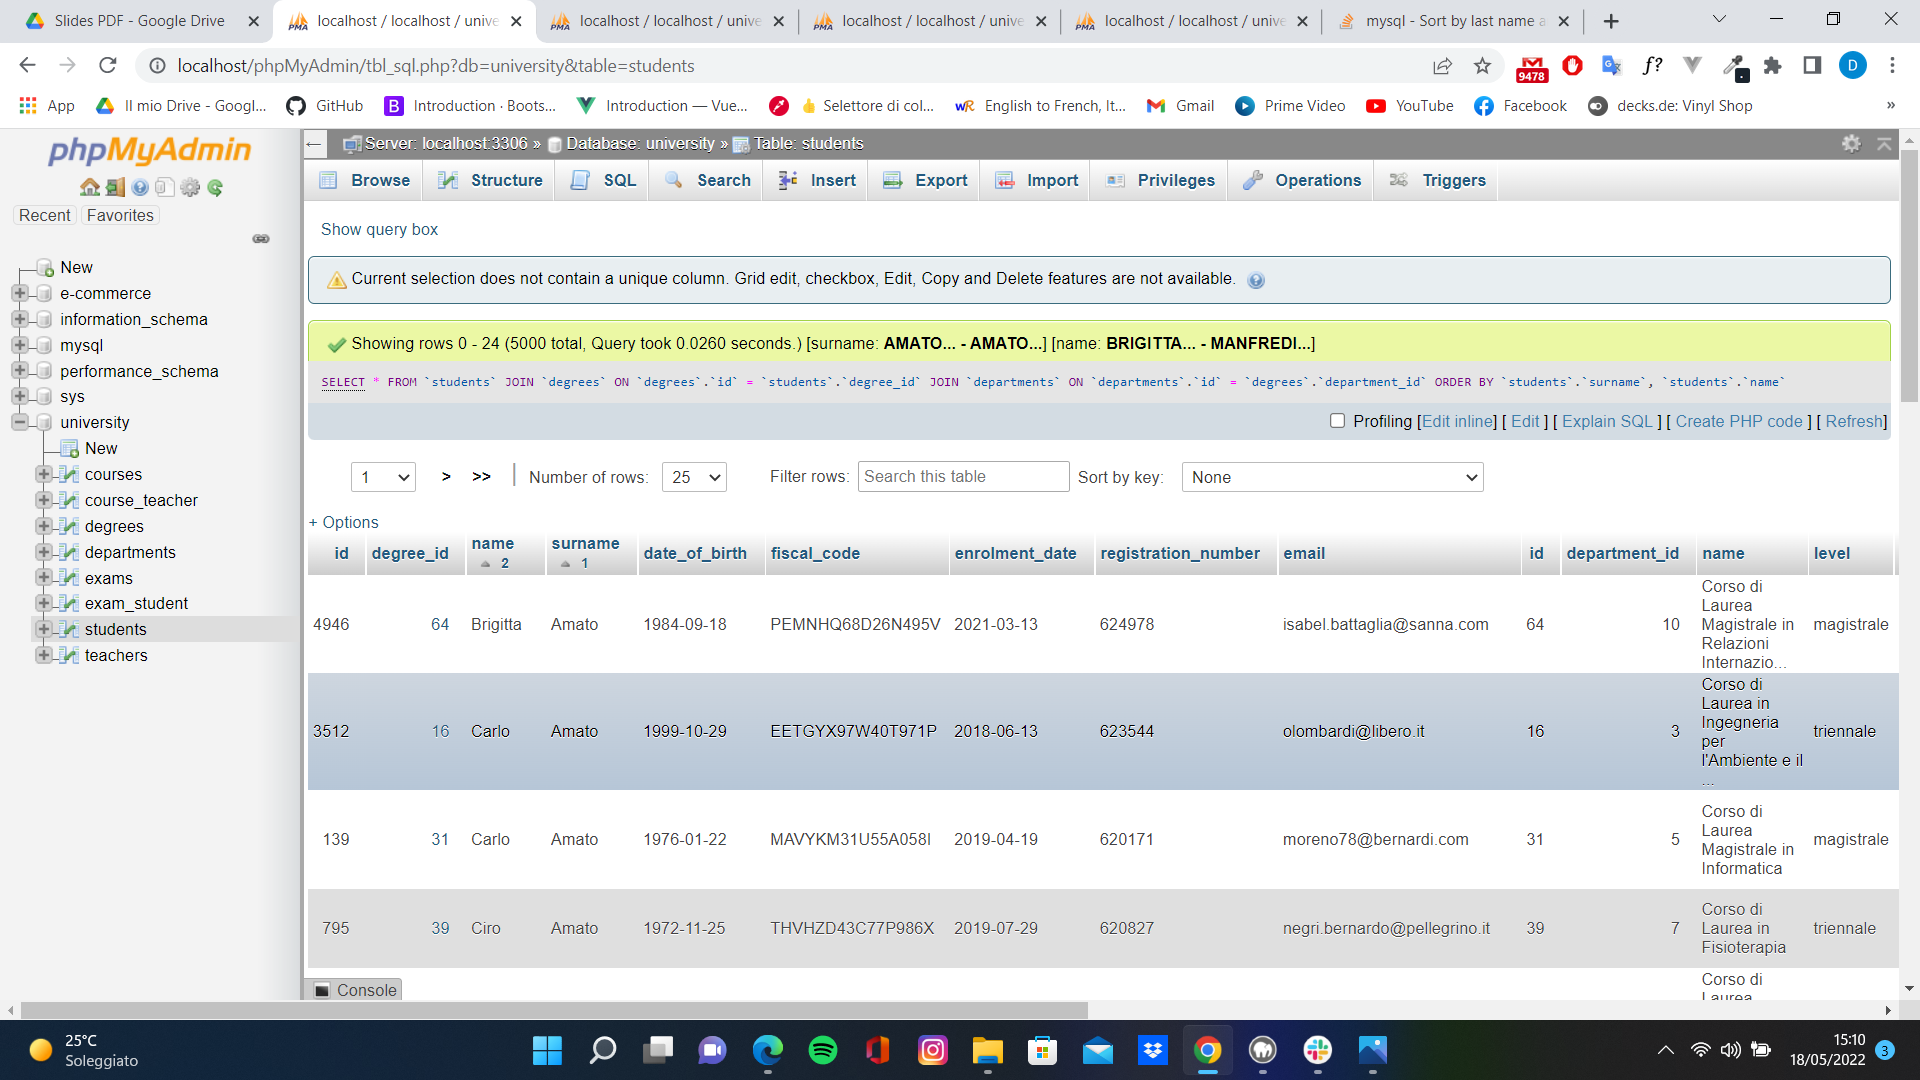 Slides PDF - Google Drive
localhost / localhost / unive
localhost / localhost / unive
localhost / localhost / unive
localhost / localhost / unive
mysql - Sort by last name a
localhost/phpMyAdmin/tbl_sql.php?db=university&table=students
9478
f?
D
App
Il mio Drive - Googl...
GitHub
B Introduction · Boots...
Introduction — Vue...
Selettore di col...
wR English to French, It...
Gmail
Prime Video
YouTube
Facebook
decks.de: Vinyl Shop
»
phpMyAdmin
Recent Favorites
New
e-commerce
information_schema
mysql
performance_schema
sys
university
New
courses
course_teacher
degrees
departments
exams
exam_student
students
teachers
Server: localhost:3306 » Database: university » Table: students
Browse Structure SQL Search Insert Export Import Privileges Operations Triggers
Show query box
Current selection does not contain a unique column. Grid edit, checkbox, Edit, Copy and Delete features are not available.
Showing rows 0 - 24 (5000 total, Query took 0.0260 seconds.) [surname: AMATO... - AMATO...] [name: BRIGITTA... - MANFREDI...]
SELECT * FROM `students` JOIN `degrees` ON `degrees`.`id` = `students`.`degree_id` JOIN `departments` ON `departments`.`id` = `degrees`.`department_id` ORDER BY `students`.`surname`, `students`.`name`
Profiling [Edit inline] [ Edit ] [ Explain SQL ] [ Create PHP code ] [ Refresh]
1 > >> | Number of rows: 25 Filter rows: Search this table Sort by key: None
+ Options
id degree_id name 2 surname 1 date_of_birth fiscal_code enrolment_date registration_number email id department_id name level
4946 64 Brigitta Amato 1984-09-18 PEMNHQ68D26N495V 2021-03-13 624978 isabel.battaglia@sanna.com 64 10 Corso di Laurea Magistrale in Relazioni Internazio... magistrale
3512 16 Carlo Amato 1999-10-29 EETGYX97W40T971P 2018-06-13 623544 olombardi@libero.it 16 3 Corso di Laurea in Ingegneria per l'Ambiente e il ... triennale
139 31 Carlo Amato 1976-01-22 MAVYKM31U55A058I 2019-04-19 620171 moreno78@bernardi.com 31 5 Corso di Laurea Magistrale in Informatica magistrale
795 39 Ciro Amato 1972-11-25 THVHZD43C77P986X 2019-07-29 620827 negri.bernardo@pellegrino.it 39 7 Corso di Laurea in Fisioterapia triennale
Corso di
Laurea
Console
25°C
Soleggiato
15:10
18/05/2022
3